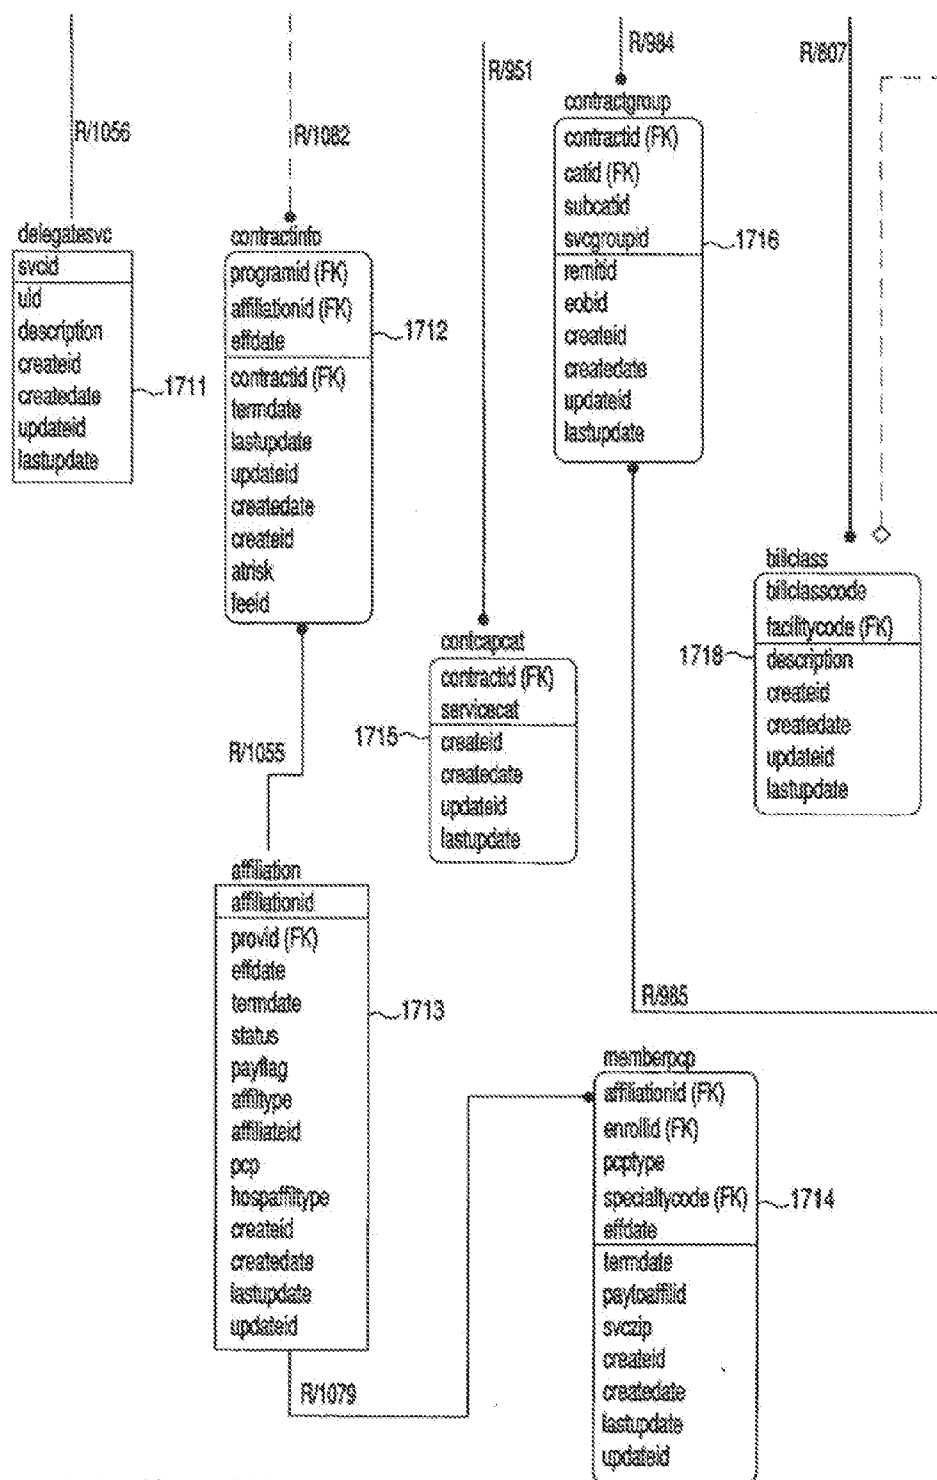 R/1056
R/1082
R/951
R/984
R/807
delegatesvc
svcid
uid
description
createid
createdate
updateid
lastupdate
1711
contractinfo
programid (FK)
affiliationid (FK)
effdate
contractid (FK)
termdate
lastupdate
updateid
createdate
createid
atrisk
feeid
1712
contractgroup
contractid (FK)
catid (FK)
subcatid
svcgroupid
remitid
eobid
createid
createdate
updateid
lastupdate
1716
billclass
billclasscode
facilitycode (FK)
description
createid
createdate
updateid
lastupdate
1718
contcapcat
contractid (FK)
servicecat
createid
createdate
updateid
lastupdate
1715
R/1055
affiliation
affiliationid
provid (FK)
effdate
termdate
status
payflag
affiltype
affiliateid
pcp
hospaffiltype
createid
createdate
lastupdate
updateid
1713
R/985
memberpcp
affiliationid (FK)
enrollid (FK)
pcptype
specialtycode (FK)
effdate
termdate
paytoaffilid
svczip
createid
createdate
lastupdate
updateid
1714
R/1079